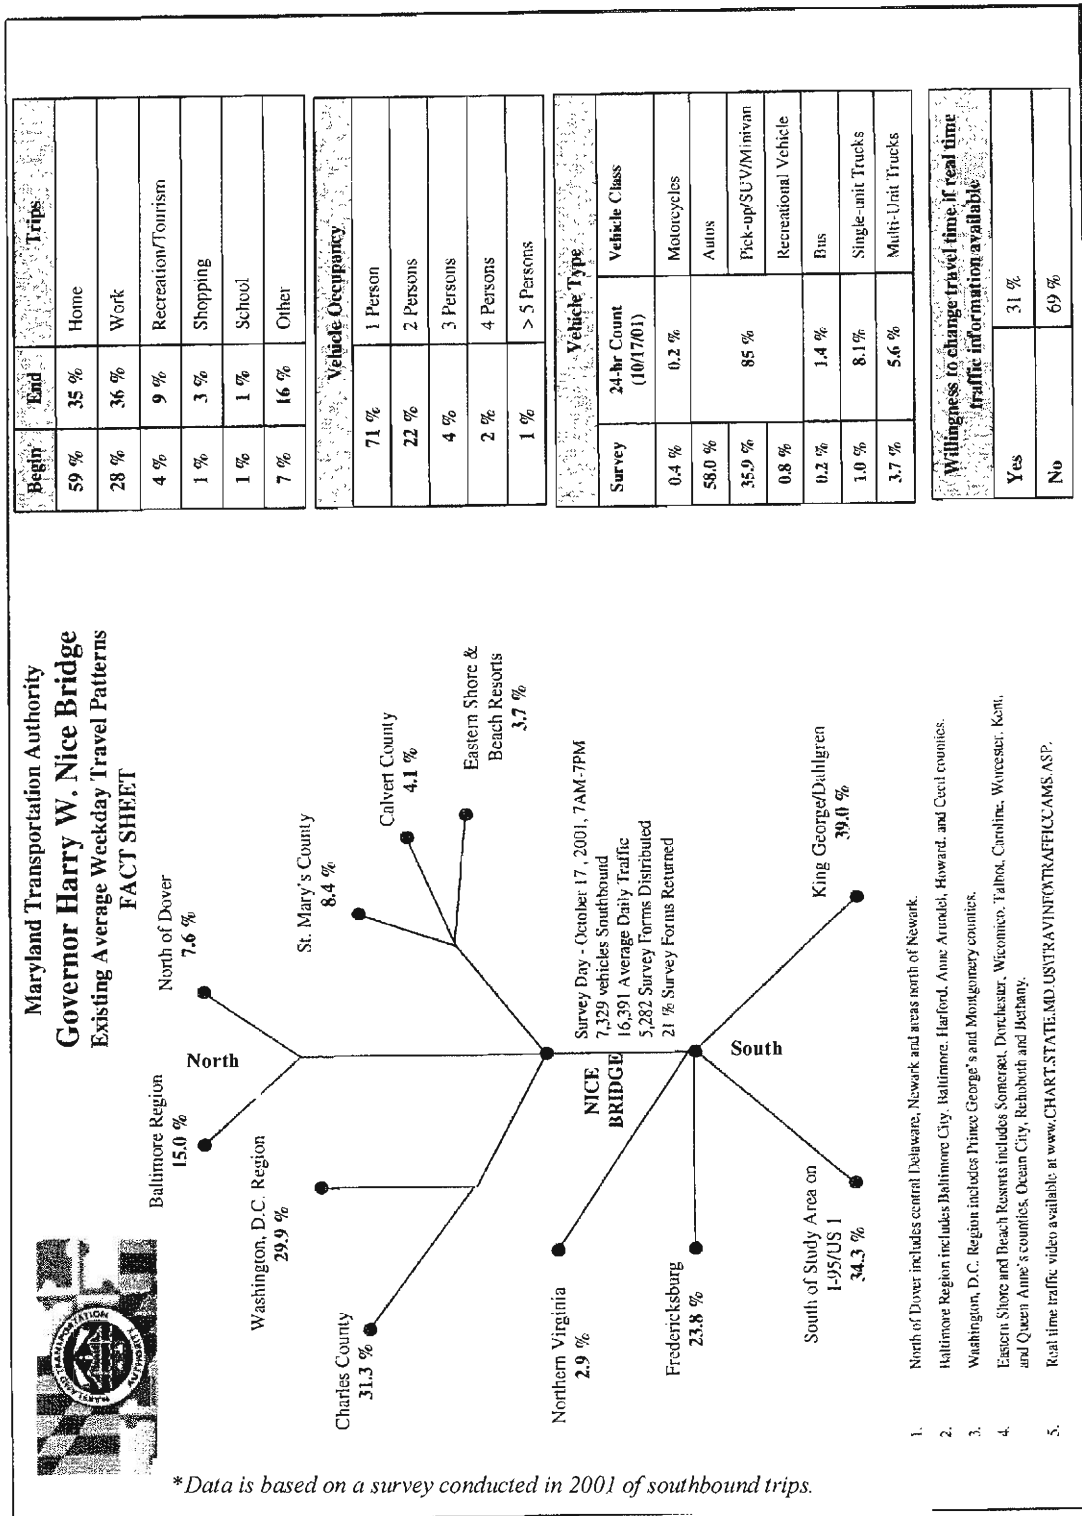 Maryland Transportation Authority
Governor Harry W. Nice Bridge
Existing Average Weekday Travel Patterns
FACT SHEET
MARYLAND TRANSPORTATION AUTHORITY
North of Dover
7.6 %
Baltimore Region
15.0 %
North
Washington, D.C. Region
29.9 %
Charles County
31.3 %
St. Mary's County
8.4 %
Calvert County
4.1 %
Eastern Shore &
Beach Resorts
3.7 %
NICE
BRIDGE
Survey Day - October 17 , 2001, 7AM-7PM
7,329 vehicles Southbound
16,391 Average Daily Traffic
5,282 Survey Forms Distributed
21 % Survey Forms Returned
Northern Virginia
2.9 %
Fredericksburg
23.8 %
South
South of Study Area on
I-95/US 1
34.3 %
King George/Dahlgren
39.0 %
1. North of Dover includes central Delaware, Newark and areas north of Newark.
2. Baltimore Region includes Baltimore City, Baltimore, Harford, Anne Arundel, Howard, and Cecil counties.
3. Washington, D.C. Region includes Prince George's and Montgomery counties.
4. Eastern Shore and Beach Resorts includes Somerset, Dorchester, Wicomico, Talbot, Caroline, Worcester, Kent,
and Queen Anne's counties, Ocean City, Rehoboth and Bethany.
5. Real time traffic video available at www.CHART.STATE.MD.US\TRAVINFO\TRAFFICCAMS.ASP.
Begin End Trips
59 % 35 % Home
28 % 36 % Work
4 % 9 % Recreation/Tourism
1 % 3 % Shopping
1 % 1 % School
7 % 16 % Other
Vehicle Occupancy
71 % 1 Person
22 % 2 Persons
4 % 3 Persons
2 % 4 Persons
1 % > 5 Persons
Vehicle Type
Survey 24-hr Count Vehicle Class
(10/17/01)
0.4 % 0.2 % Motorcycles
58.0 % Autos
35.9 % 85 % Pick-up/SUV/Minivan
0.8 % Recreational Vehicle
0.2 % 1.4 % Bus
1.0 % 8.1% Single-unit Trucks
3.7 % 5.6 % Multi-Unit Trucks
Willingness to change travel time if real time
traffic information available
Yes 31 %
No 69 %
*Data is based on a survey conducted in 2001 of southbound trips.